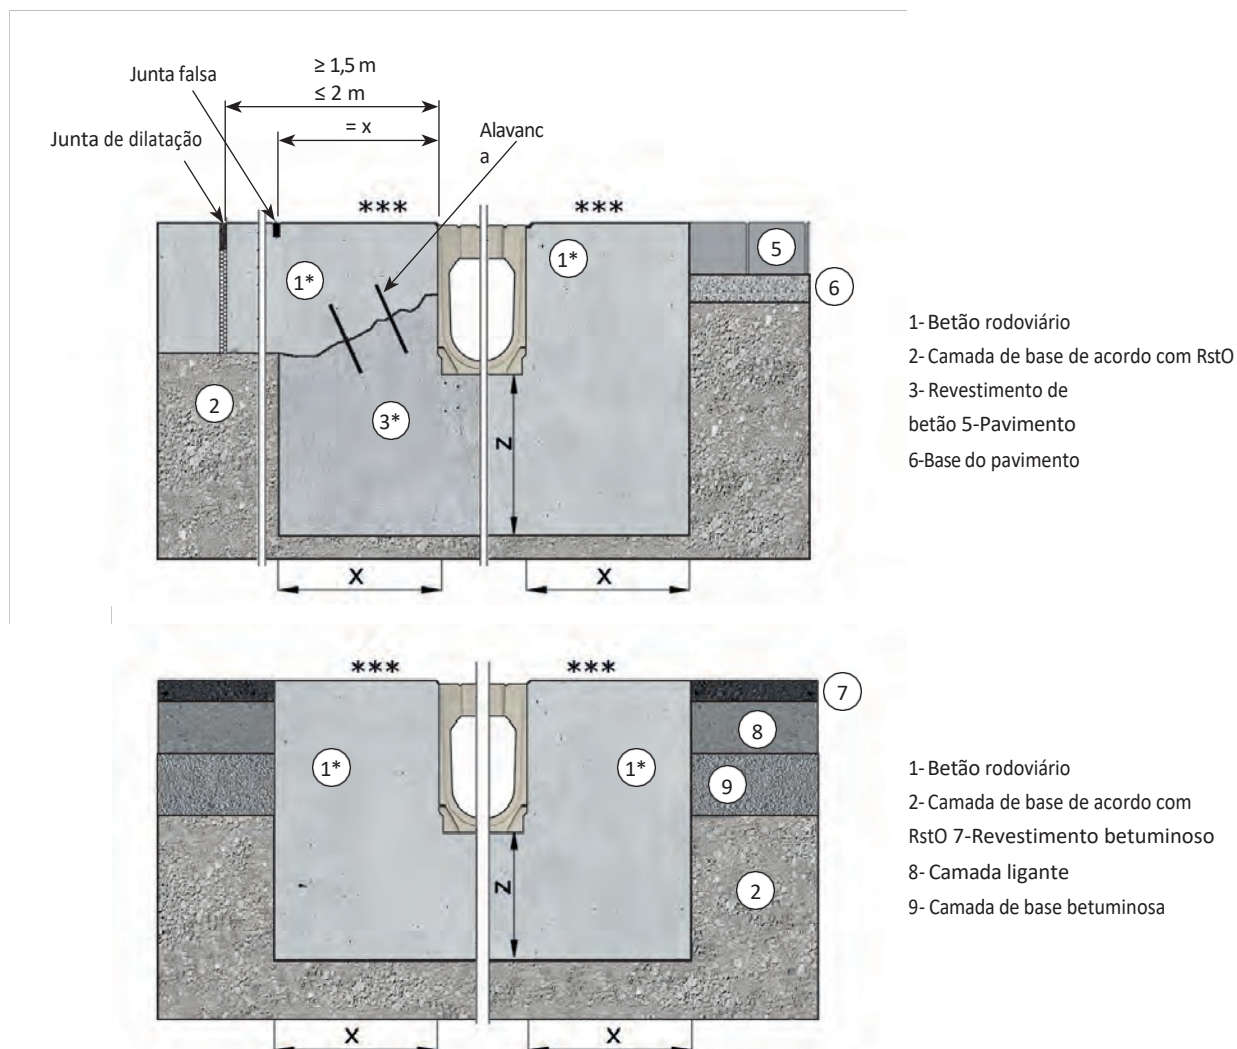 Junta falsa
≥ 1,5 m
≤ 2 m
Junta de dilatação
= x
Alavanc
a
***
***
1*
1*
5
6
2
3*
Z
X
X
1- Betão rodoviário
2- Camada de base de acordo com RstO
3- Revestimento de
betão 5-Pavimento
6-Base do pavimento
***
***
7
8
1*
1*
9
Z
2
X
X
1- Betão rodoviário
2- Camada de base de acordo com
RstO 7-Revestimento betuminoso
8- Camada ligante
9- Camada de base betuminosa